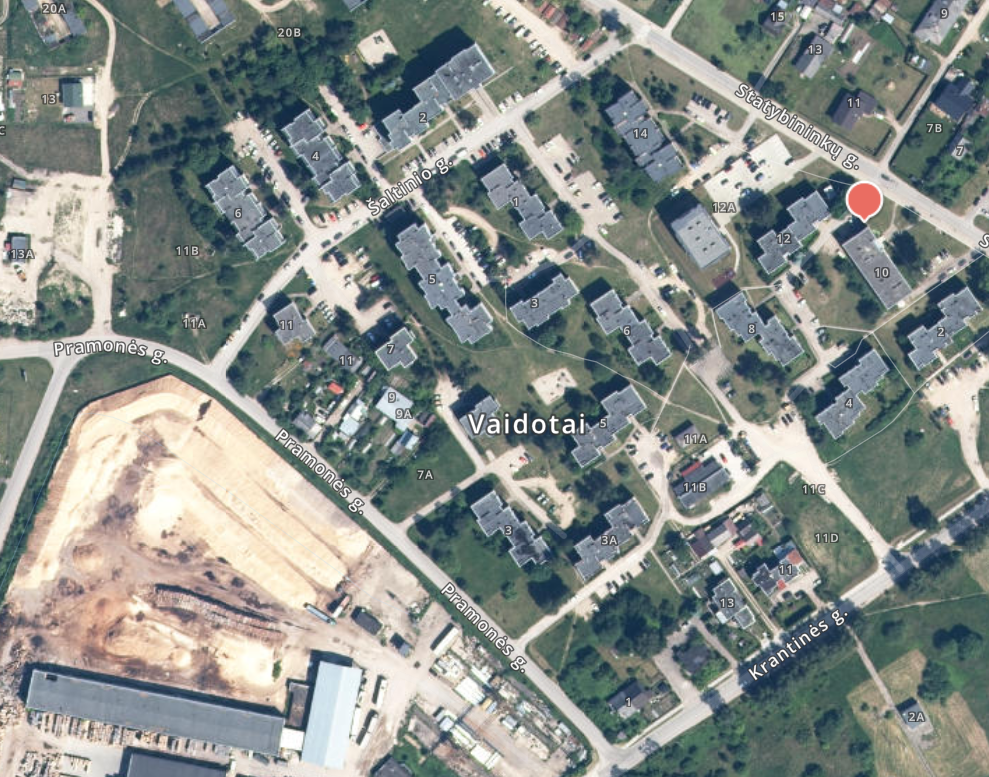 20A
20B
15
9
13
13
11
Statybininkų g.
7B
7
2
14
4
Šaltinio g.
1
12A
6
12
13A
11B
5
10
3
11A
6
8
2
11
7
11
Pramonės g.
9
9A
4
Vaidotai
5
11A
Pramonės g.
7A
11B
11C
3
3A
11D
11
13
Pramonės g.
Krantinės g.
1
2A